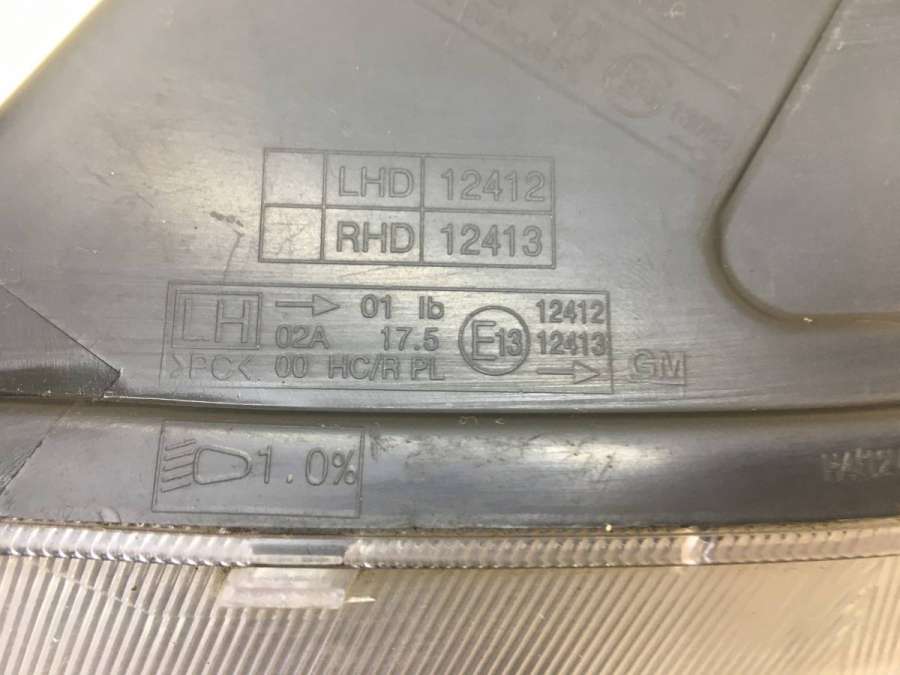 LHD 12412
RHD 12413
LH → 01 Ib 12412
02A 17.5 E13 12413
>PC< 00 HC/R PL → GM
1.0%